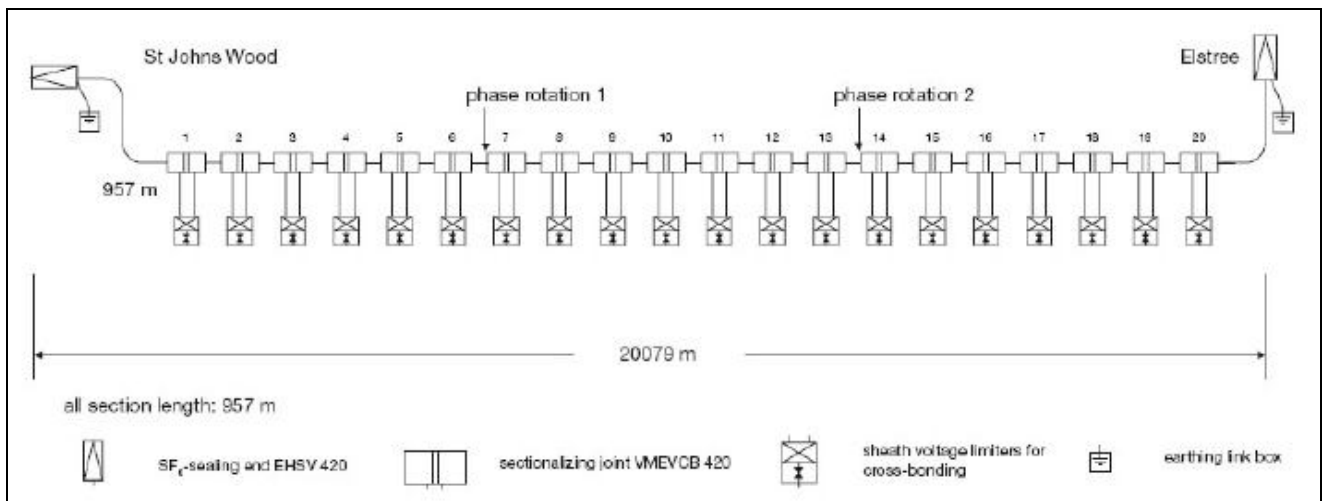 St Johns Wood
Elstree
phase rotation 1
phase rotation 2
1 2 3 4 5 6 7 8 9 10 11 12 13 14 15 16 17 18 19 20
957 m
20079 m
all section length: 957 m
SF₆-sealing end EHSV 420
sectionalizing joint VMEVCB 420
sheath voltage limiters for
cross-bonding
earthing link box